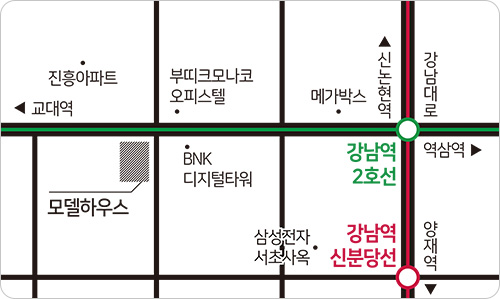 진흥아파트
부띠크모나코
오피스텔
메가박스
▲
신논현역
강남대로
◀ 교대역
강남역
2호선
역삼역 ▶
BNK
디지털타워
모델하우스
삼성전자
서초사옥
강남역
신분당선
양재역
▼